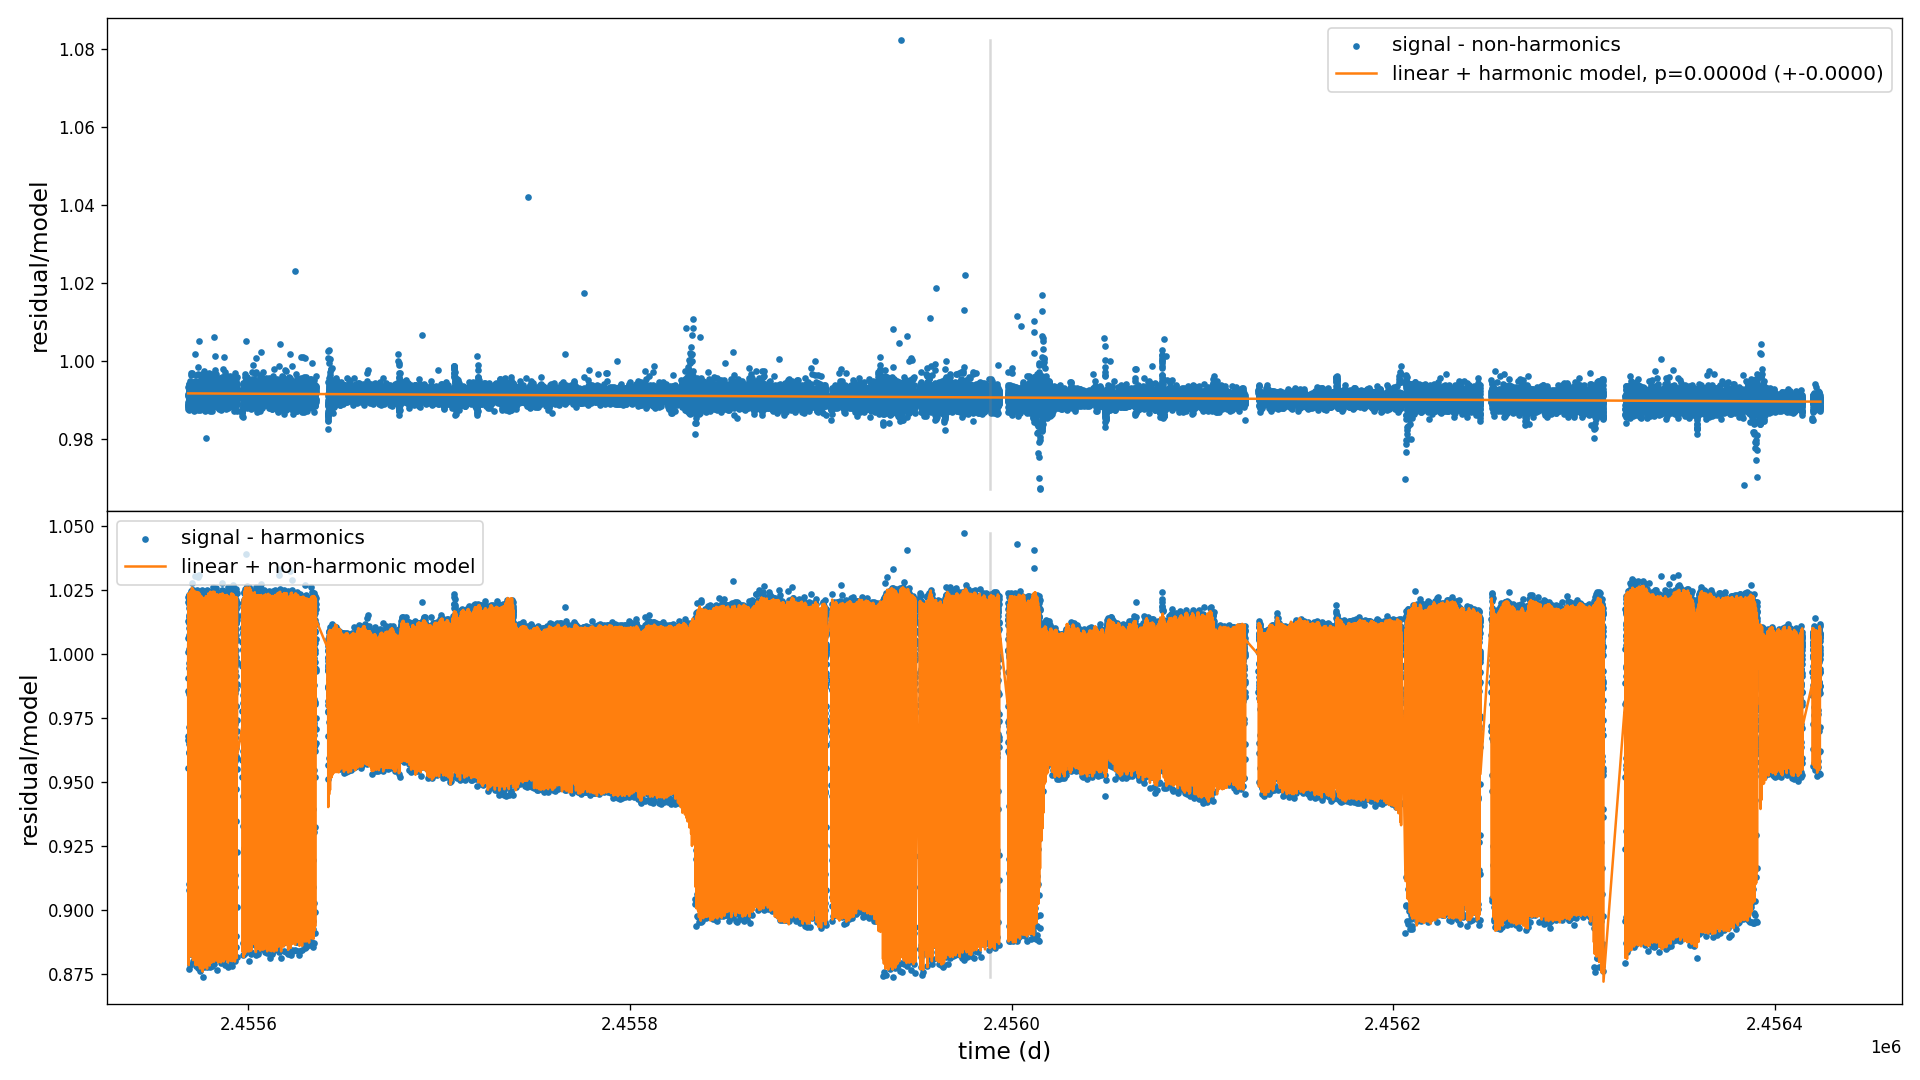 1.08
1.06
1.04
1.02
1.00
0.98
residual/model
signal - non-harmonics
linear + harmonic model, p=0.0000d (+-0.0000)
1.050
1.025
1.000
0.975
0.950
0.925
0.900
0.875
residual/model
signal - harmonics
linear + non-harmonic model
2.4556
2.4558
2.4560
2.4562
2.4564
time (d)
1e6